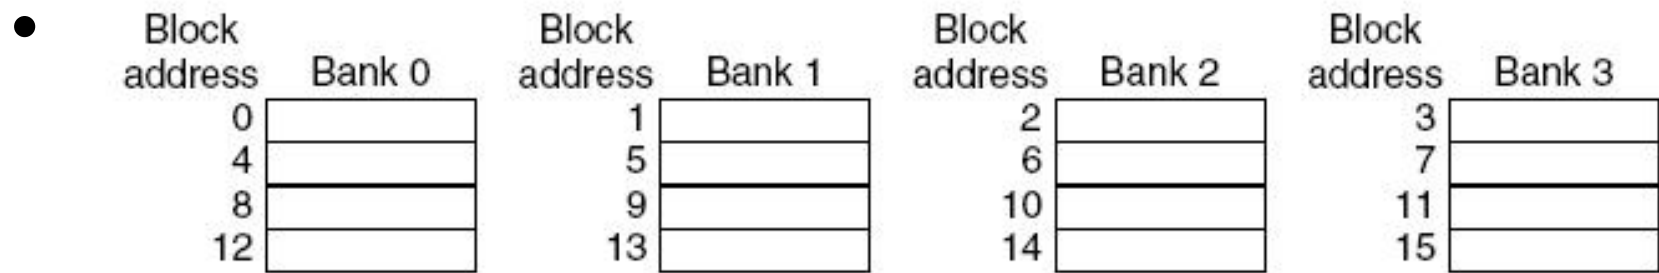 • Block Block Block Block
address Bank 0 address Bank 1 address Bank 2 address Bank 3
0 1 2 3
4 5 6 7
8 9 10 11
12 13 14 15